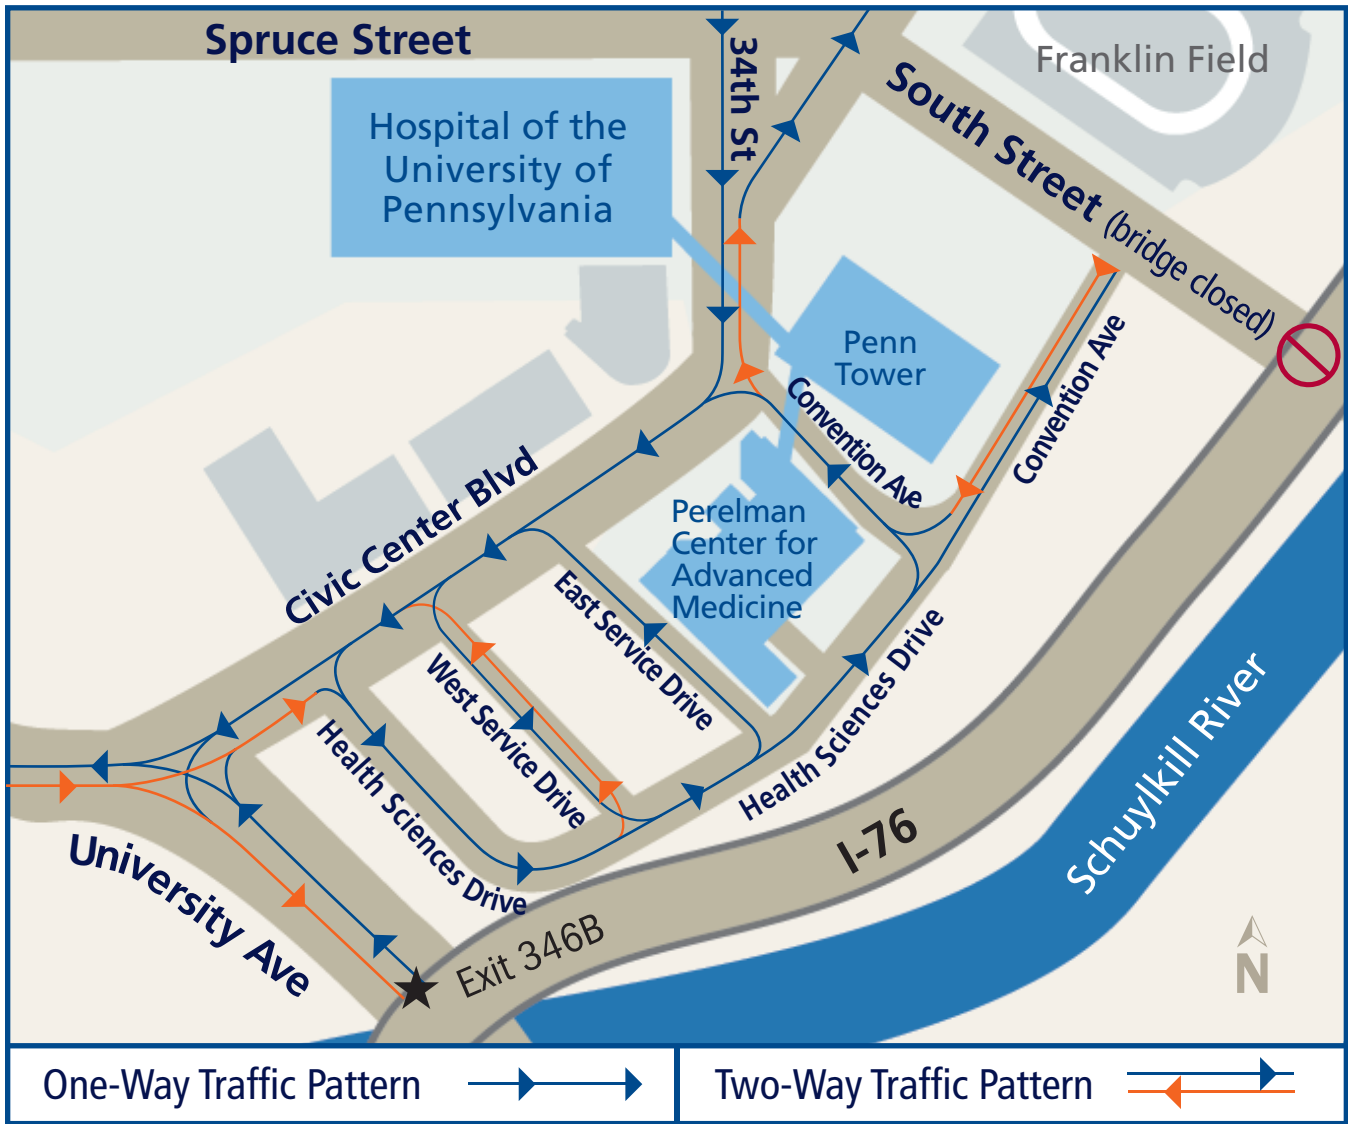 Spruce Street
34th St
Franklin Field
Hospital of the
University of
Pennsylvania
South Street (bridge closed)
Penn
Tower
Convention Ave
Convention Ave
Civic Center Blvd
Perelman
Center for
Advanced
Medicine
East Service Drive
West Service Drive
Health Sciences Drive
Health Sciences Drive
University Ave
I-76
Exit 346B
Schuylkill River
N
One-Way Traffic Pattern
Two-Way Traffic Pattern